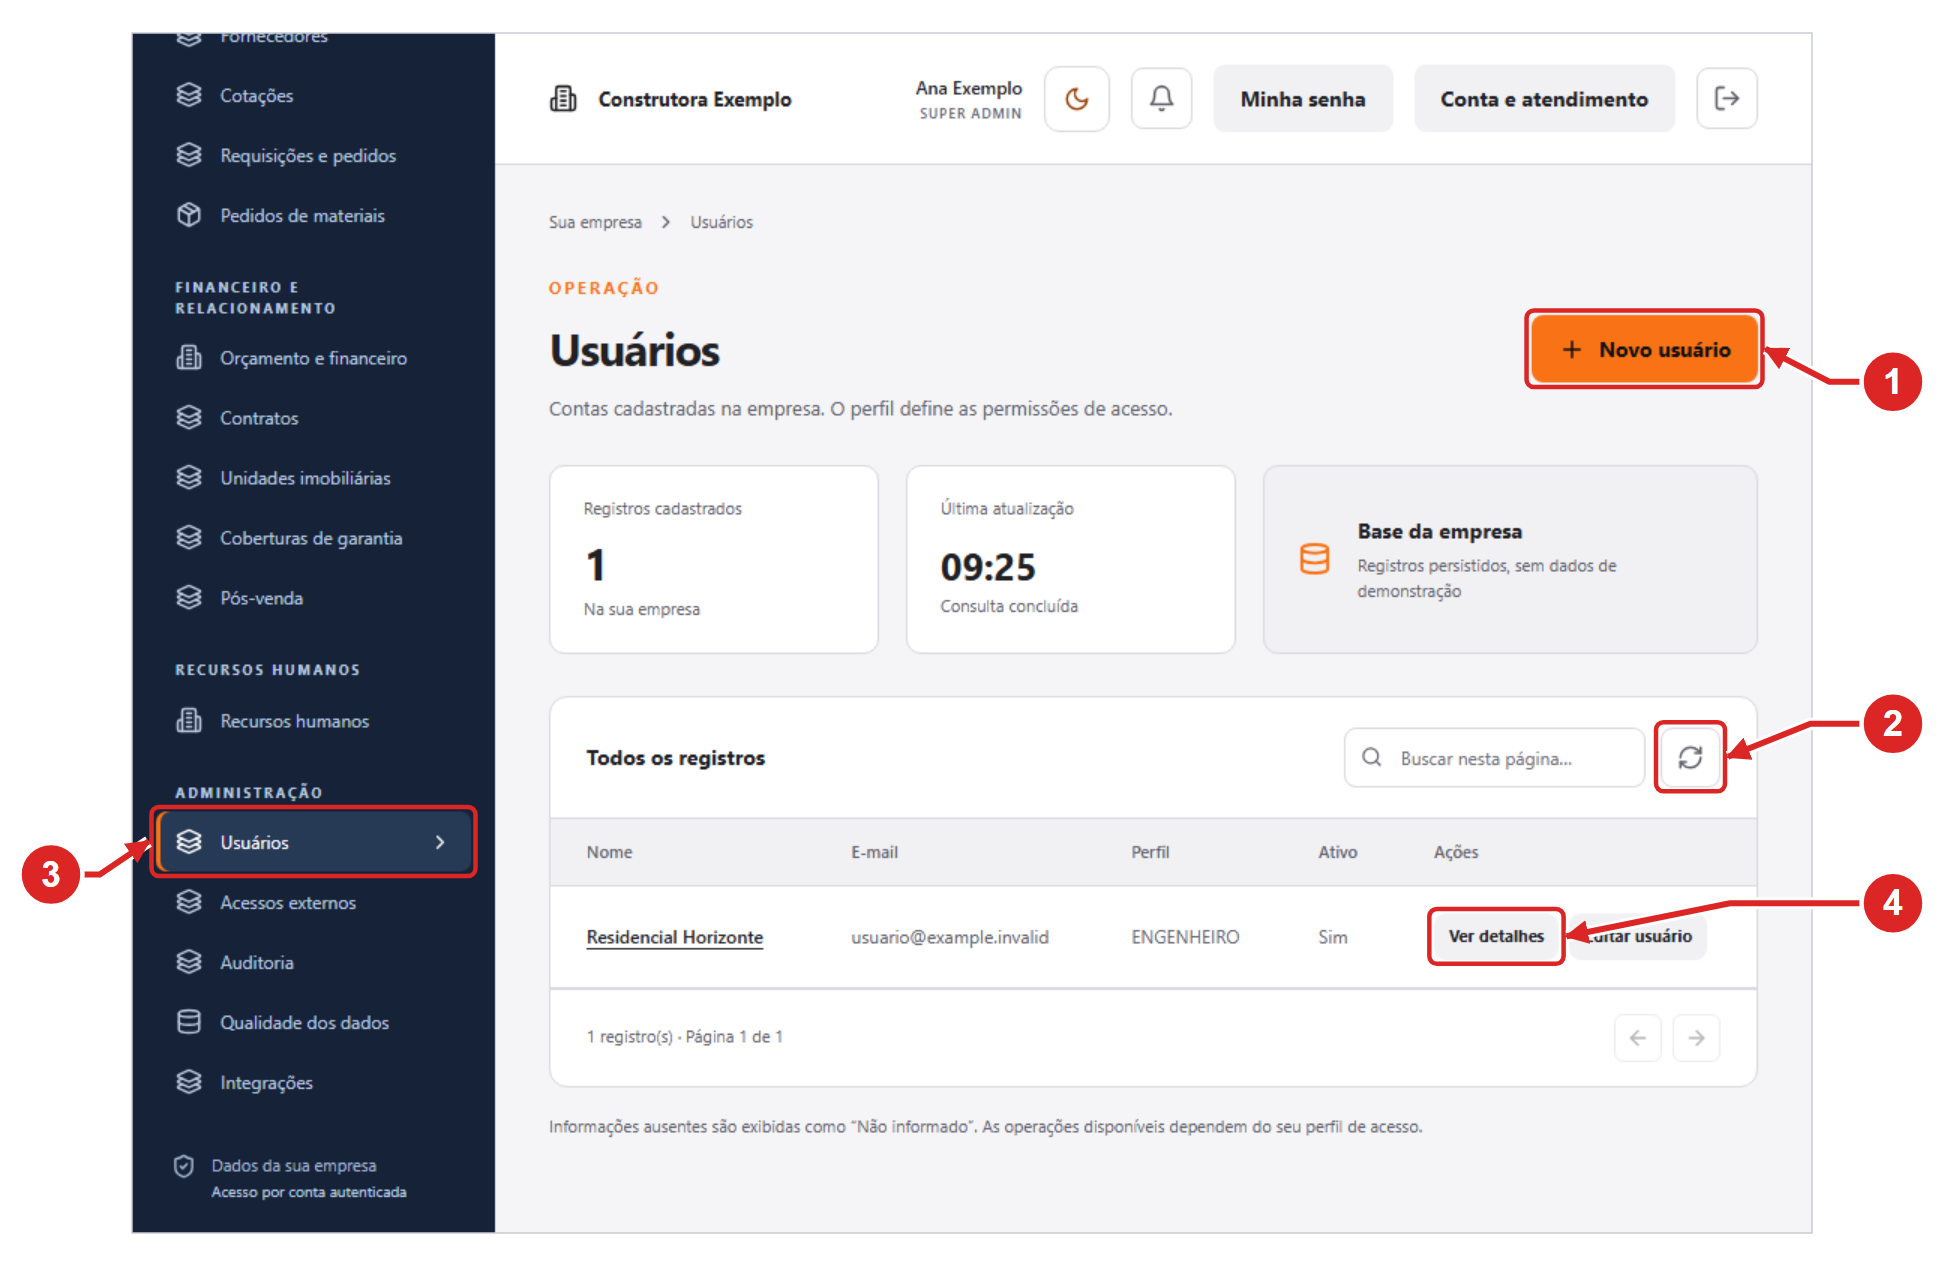 Fornecedores
Cotações
Requisições e pedidos
Pedidos de materiais
FINANCEIRO E
RELACIONAMENTO
Orçamento e financeiro
Contratos
Unidades imobiliárias
Coberturas de garantia
Pós-venda
RECURSOS HUMANOS
Recursos humanos
ADMINISTRAÇÃO
Usuários
3
Acessos externos
Auditoria
Qualidade dos dados
Integrações
Dados da sua empresa
Acesso por conta autenticada
Construtora Exemplo
Ana Exemplo
SUPER ADMIN
Minha senha
Conta e atendimento
Sua empresa
Usuários
OPERAÇÃO
Usuários
+ Novo usuário
1
Contas cadastradas na empresa. O perfil define as permissões de acesso.
Registros cadastrados
1
Na sua empresa
Última atualização
09:25
Consulta concluída
Base da empresa
Registros persistidos, sem dados de
demonstração
Todos os registros
Buscar nesta página...
2
Nome E-mail Perfil Ativo Ações
Residencial Horizonte usuario@example.invalid ENGENHEIRO Sim Ver detalhes Editar usuário
4
1 registro(s) · Página 1 de 1
Informações ausentes são exibidas como "Não informado". As operações disponíveis dependem do seu perfil de acesso.